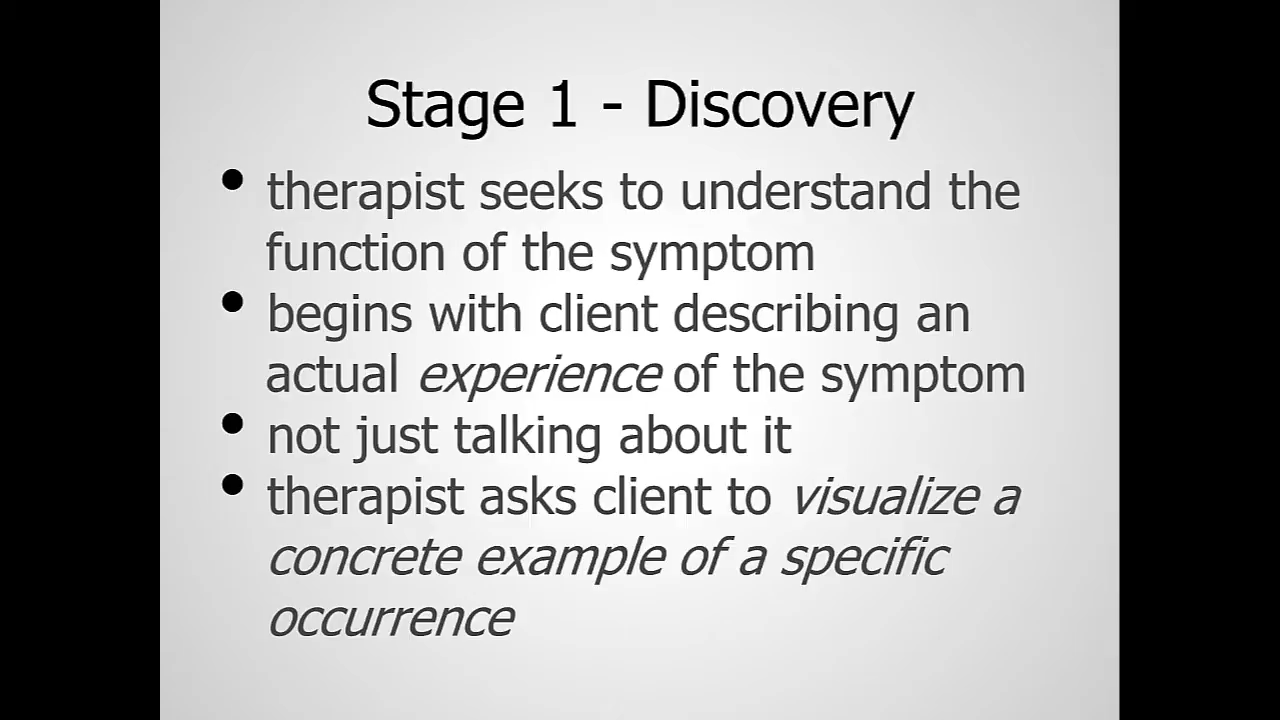 Stage 1 - Discovery
• therapist seeks to understand the
function of the symptom
• begins with client describing an
actual experience of the symptom
• not just talking about it
• therapist asks client to visualize a
concrete example of a specific
occurrence